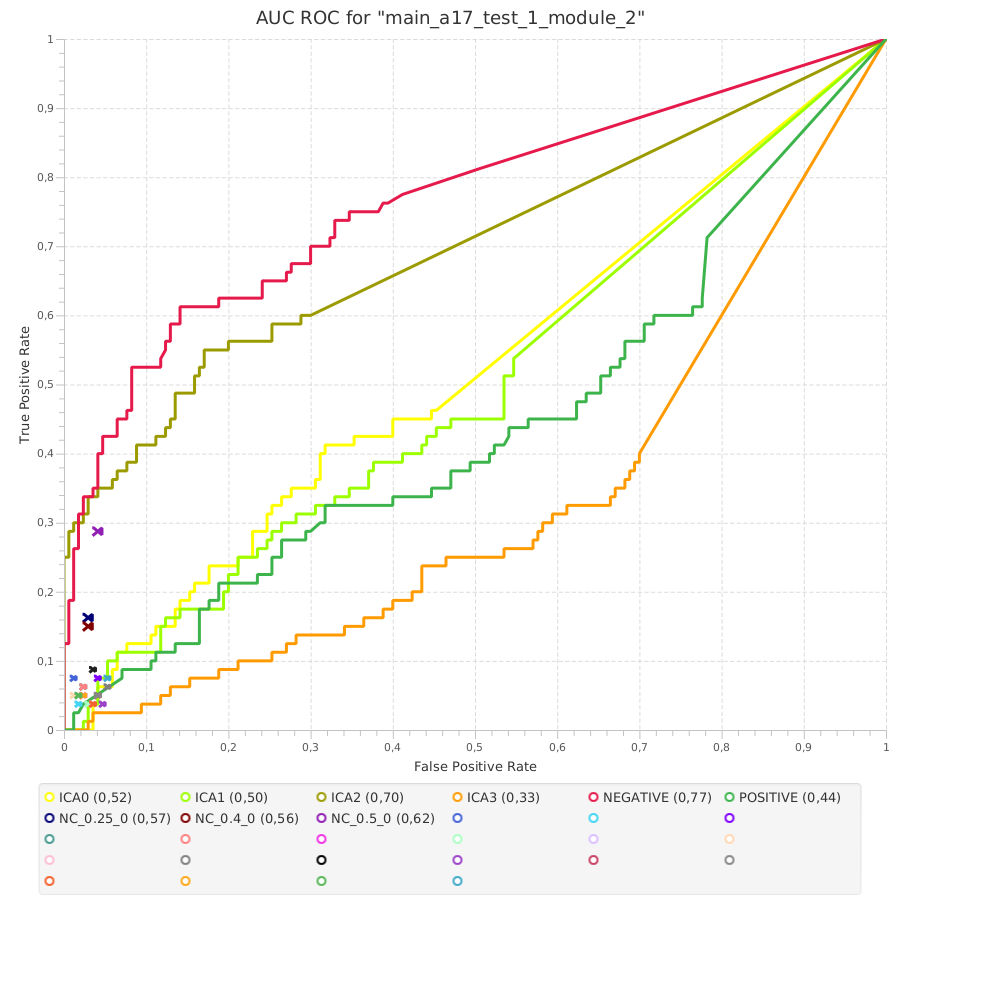 AUC ROC for "main_a17_test_1_module_2"
1
0,9
0,8
0,7
0,6
0,5
0,4
0,3
0,2
0,1
0
True Positive Rate
0 0,1 0,2 0,3 0,4 0,5 0,6 0,7 0,8 0,9 1
False Positive Rate
ICA0 (0,52) ICA1 (0,50) ICA2 (0,70) ICA3 (0,33) NEGATIVE (0,77) POSITIVE (0,44)
NC_0.25_0 (0,57) NC_0.4_0 (0,56) NC_0.5_0 (0,62)